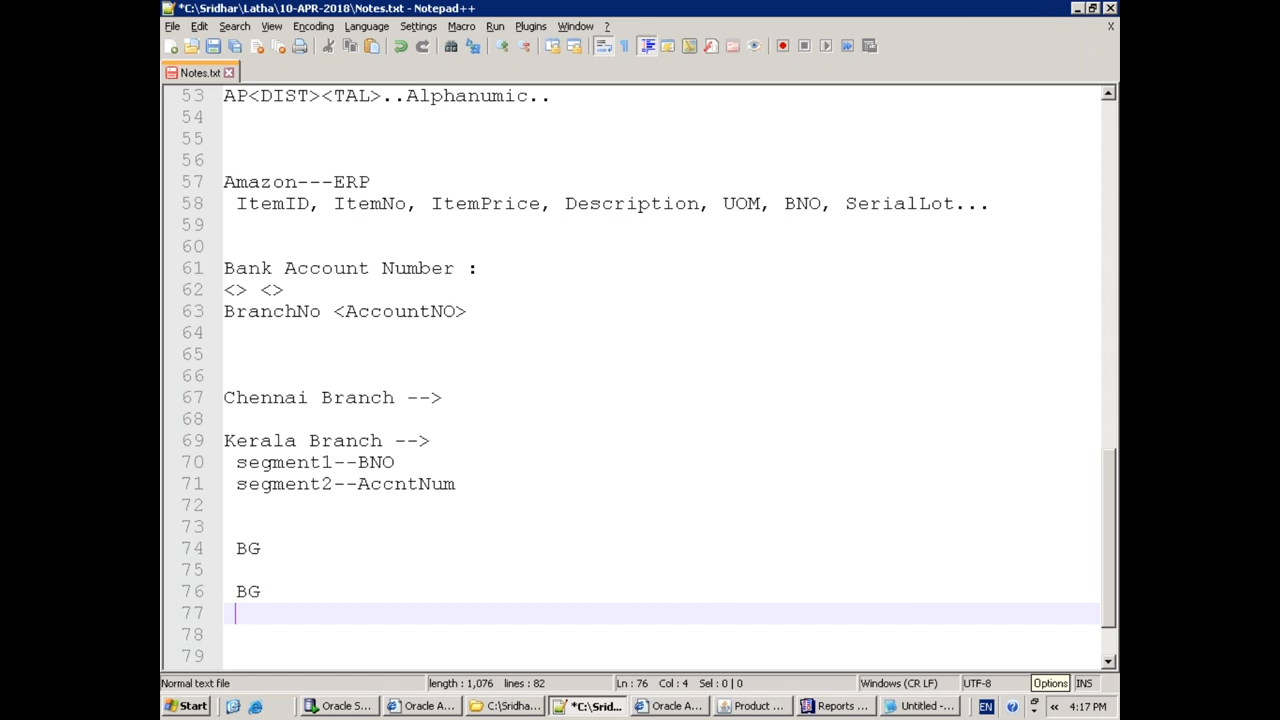 *C:\Sridhar\Latha\10-APR-2018\Notes.txt - Notepad++
File Edit Search View Encoding Language Settings Macro Run Plugins Window ? X
Notes.txt
53 AP<DIST><TAL>..Alphanumic..
54
55
56
57 Amazon---ERP
58 ItemID, ItemNo, ItemPrice, Description, UOM, BNO, SerialLot...
59
60
61 Bank Account Number :
62 <> <>
63 BranchNo <AccountNO>
64
65
66
67 Chennai Branch -->
68
69 Kerala Branch -->
70 segment1--BNO
71 segment2--AccntNum
72
73
74 BG
75
76 BG
77
78
79
Normal text file length : 1,076 lines : 82 Ln : 76 Col : 4 Sel : 0 | 0 Windows (CR LF) UTF-8 Options INS
Start Oracle S... Oracle A... C:\Sridha... *C:\Srid... Oracle A... Product ... Reports ... Untitled -... EN 4:17 PM